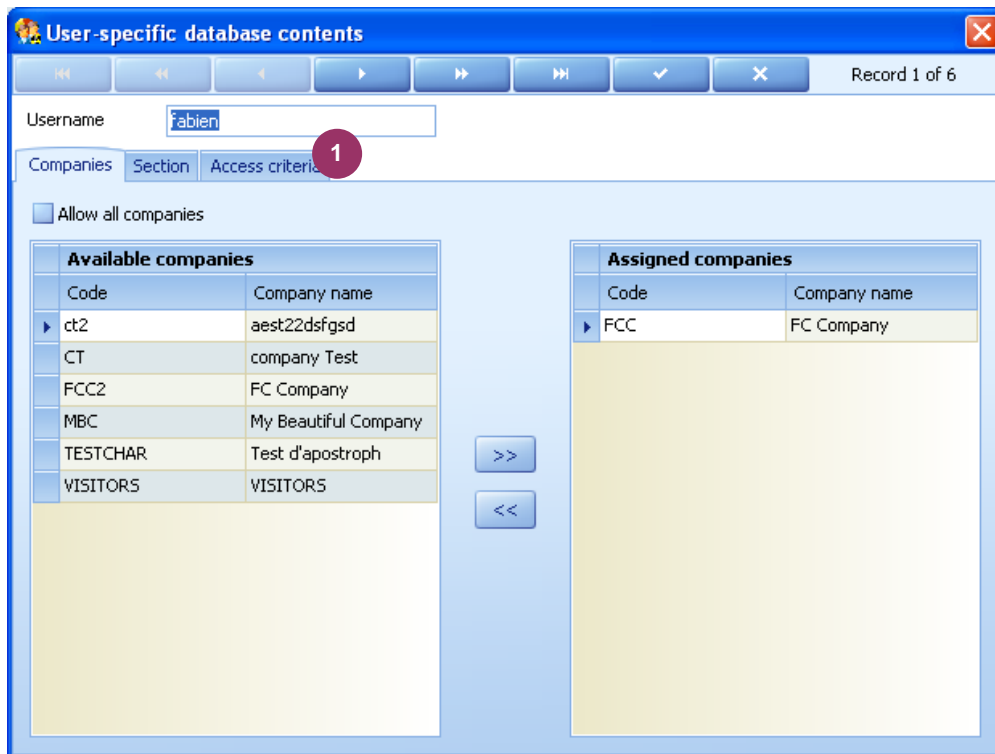 User-specific database contents
Record 1 of 6
Username fabien
Companies Section Access criteria 1
Allow all companies
Available companies Assigned companies
Code Company name Code Company name
ct2 aest22dsfgsd FCC FC Company
CT company Test
FCC2 FC Company
MBC My Beautiful Company
TESTCHAR Test d'apostroph
VISITORS VISITORS
>>
<<